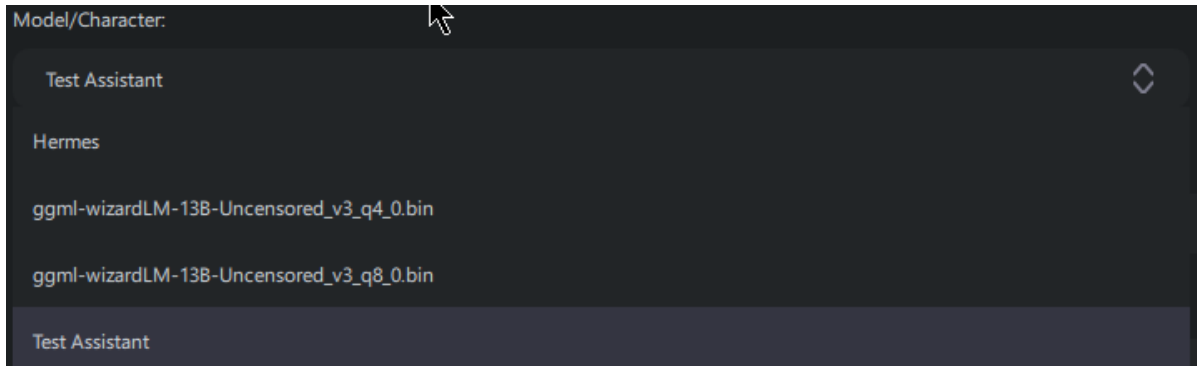 Model/Character:
Test Assistant
Hermes
ggml-wizardLM-13B-Uncensored_v3_q4_0.bin
ggml-wizardLM-13B-Uncensored_v3_q8_0.bin
Test Assistant